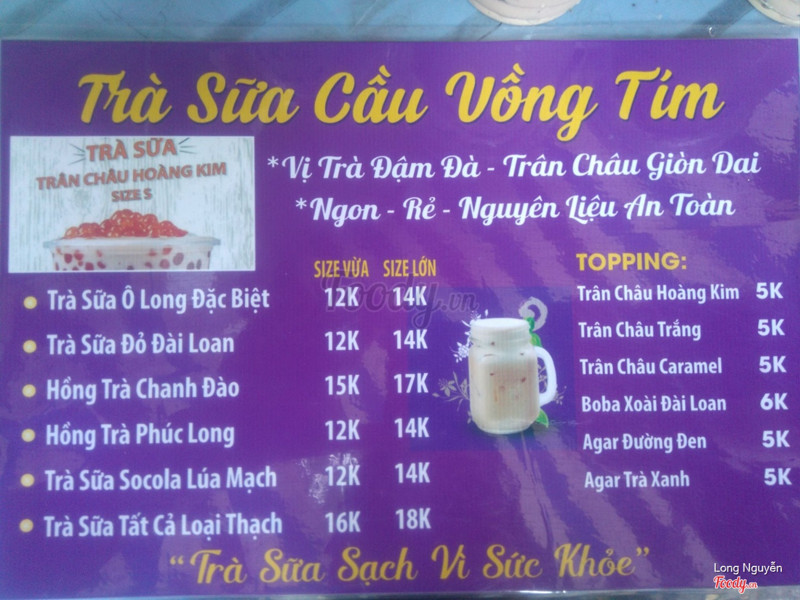 Trà Sữa Cầu Vồng Tím
TRÀ SỮA
TRÂN CHÂU HOÀNG KIM
SIZE S
*Vị Trà Đậm Đà - Trân Châu Giòn Dai
*Ngon - Rẻ - Nguyên Liệu An Toàn
SIZE VỪA SIZE LỚN
Trà Sữa Ô Long Đặc Biệt 12K 14K
Trà Sữa Đỏ Đài Loan 12K 14K
Hồng Trà Chanh Đào 15K 17K
Hồng Trà Phúc Long 12K 14K
Trà Sữa Socola Lúa Mạch 12K 14K
Trà Sữa Tất Cả Loại Thạch 16K 18K
TOPPING:
Trân Châu Hoàng Kim 5K
Trân Châu Trắng 5K
Trân Châu Caramel 5K
Boba Xoài Đài Loan 6K
Agar Đường Đen 5K
Agar Trà Xanh 5K
Foody.vn
"Trà Sữa Sạch Vì Sức Khỏe"
Long Nguyễn
Foody.vn